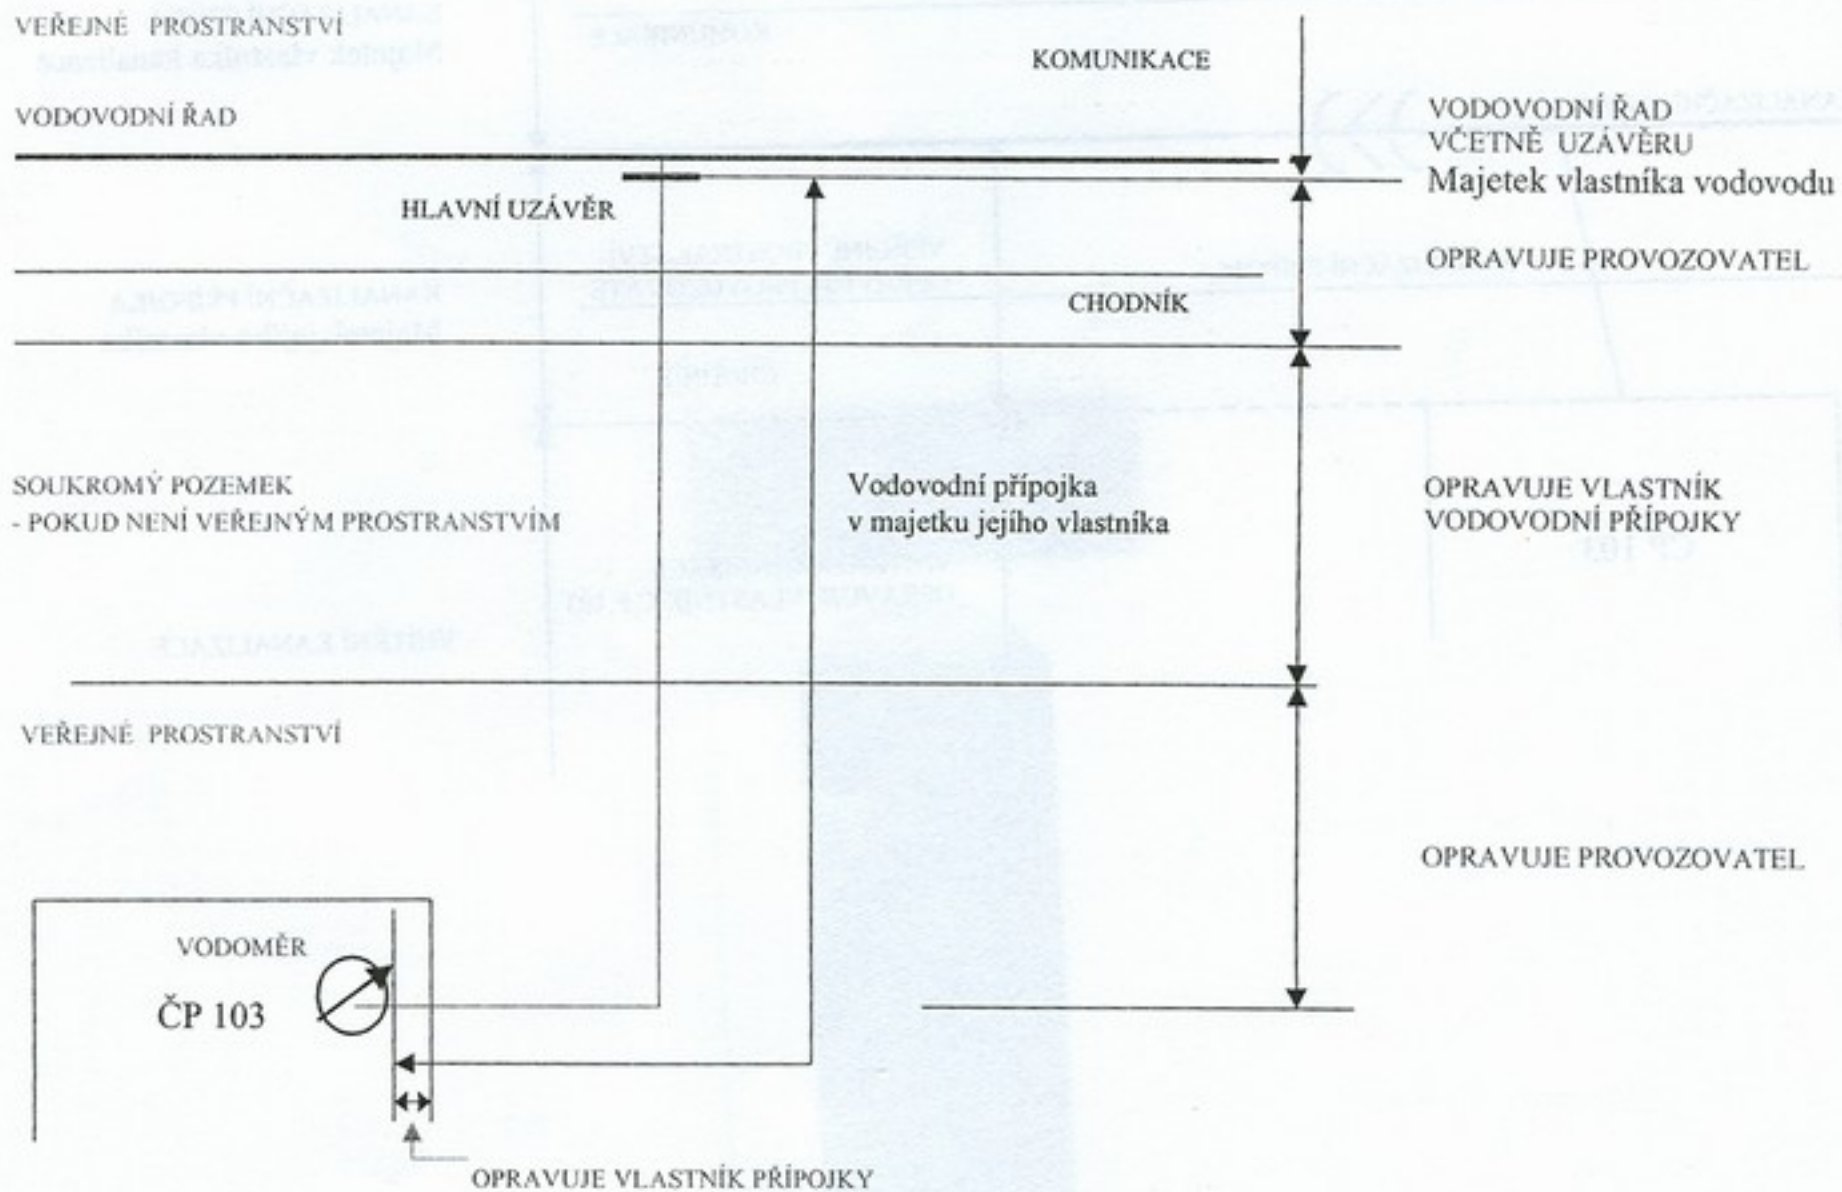 VEŘEJNÉ PROSTRANSTVÍ
KOMUNIKACE
VODOVODNÍ ŘAD
VODOVODNÍ ŘAD
VČETNĚ UZÁVĚRU
Majetek vlastníka vodovodu
HLAVNÍ UZÁVĚR
OPRAVUJE PROVOZOVATEL
CHODNÍK
SOUKROMÝ POZEMEK
- POKUD NENÍ VEŘEJNÝM PROSTRANSTVÍM
Vodovodní přípojka
v majetku jejího vlastníka
OPRAVUJE VLASTNÍK
VODOVODNÍ PŘÍPOJKY
VEŘEJNÉ PROSTRANSTVÍ
OPRAVUJE PROVOZOVATEL
VODOMĚR
ČP 103
OPRAVUJE VLASTNÍK PŘÍPOJKY